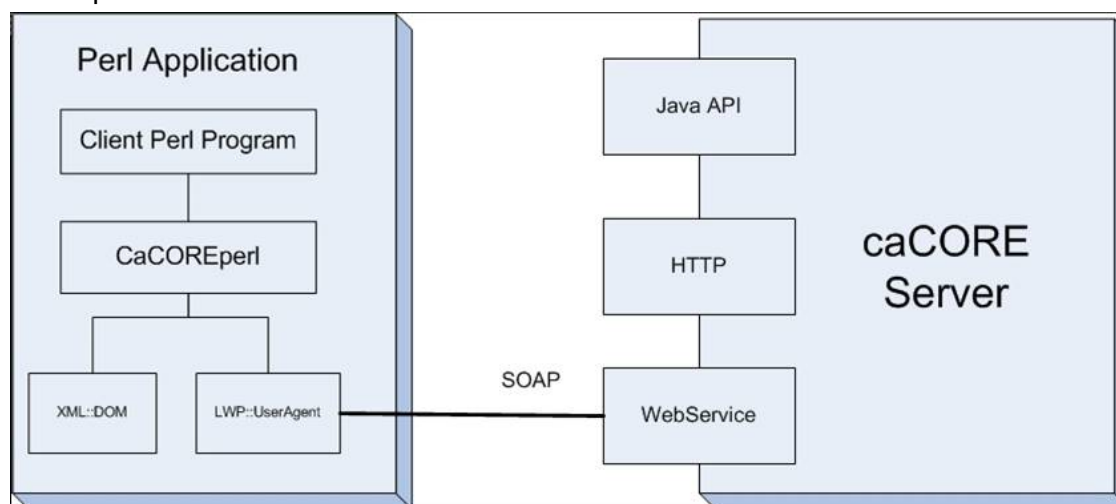 Perl Application
Client Perl Program
CaCOREperl
XML::DOM
LWP::UserAgent
SOAP
Java API
HTTP
WebService
caCORE
Server